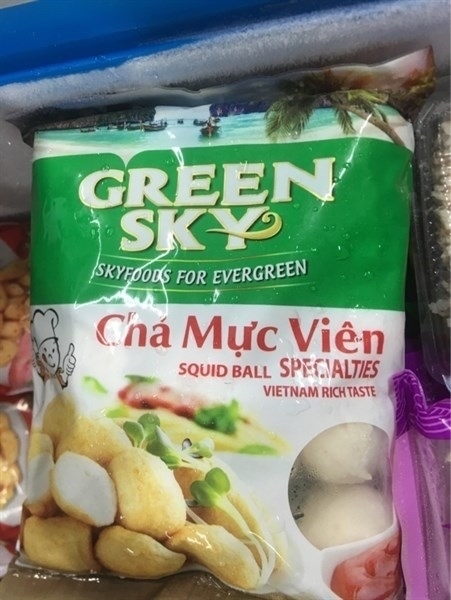 GREEN
SKY
SKYFOODS FOR EVERGREEN
Chả Mực Viên
SQUID BALL SPECIALTIES
VIETNAM RICH TASTE